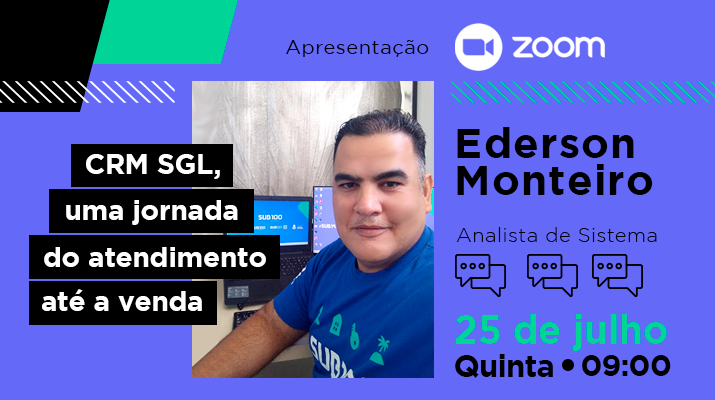 Apresentação
zoom
CRM SGL,
uma jornada
do atendimento
até a venda
SUB100
Ederson
Monteiro
Analista de Sistema
25 de julho
Quinta • 09:00